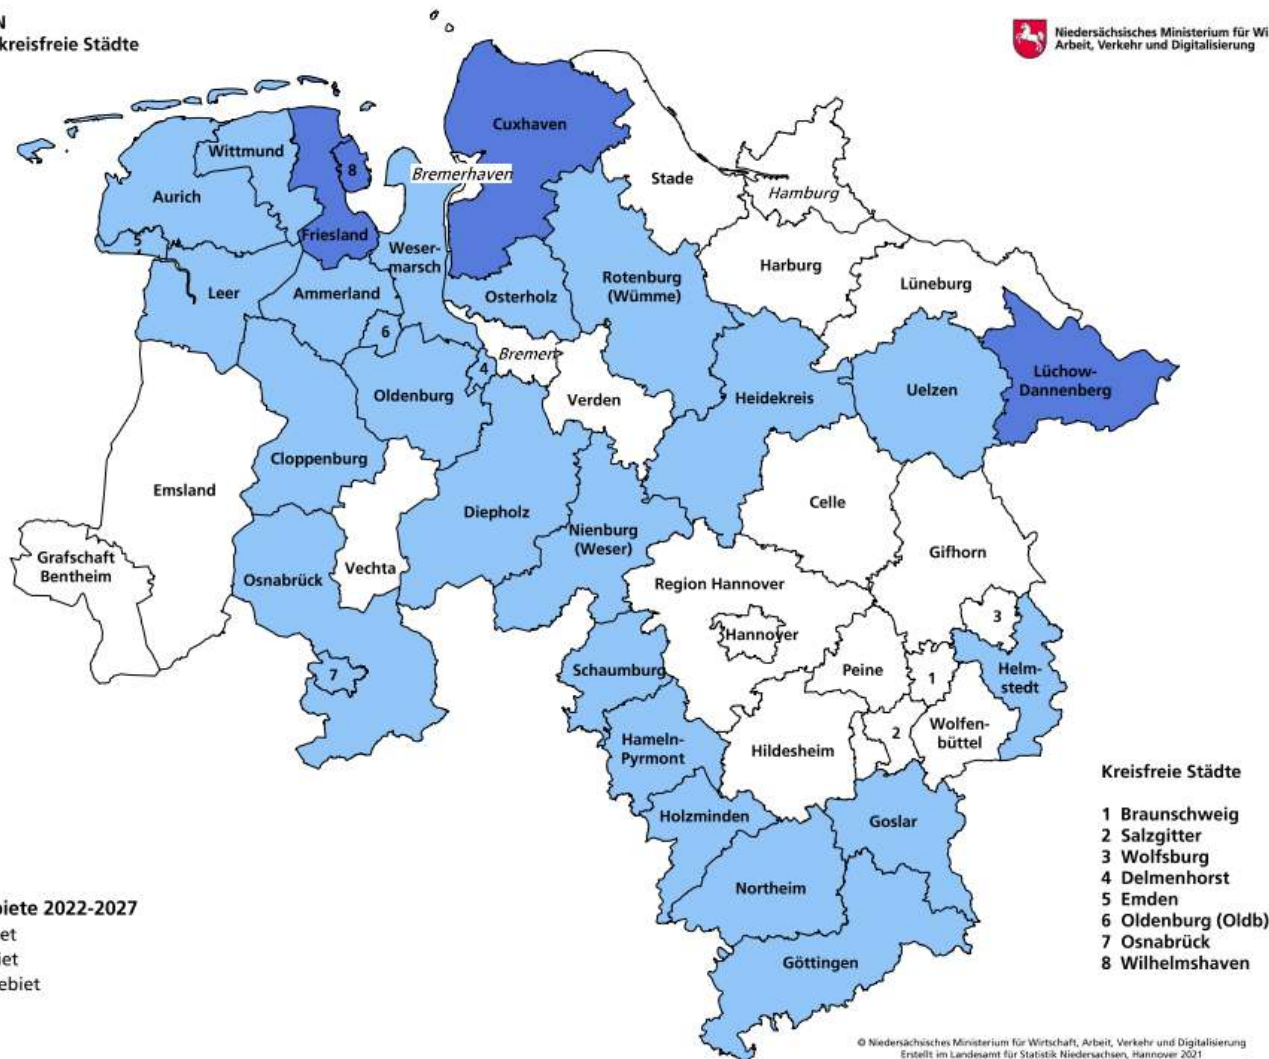 kreisfreie Städte
Niedersächsisches Ministerium für Wi
Arbeit, Verkehr und Digitalisierung
Cuxhaven
Wittmund
8
Bremerhaven
Stade
Aurich
Hamburg
5
Friesland
Weser-
marsch
Harburg
Rotenburg
(Wümme)
Lüneburg
Leer
Ammerland
Osterholz
6
Bremen
4
Lüchow-
Dannenberg
Oldenburg
Verden
Heidekreis
Uelzen
Cloppenburg
Emsland
Celle
Diepholz
Nienburg
(Weser)
Gifhorn
Grafschaft
Bentheim
Vechta
Osnabrück
Region Hannover
3
Hannover
7
Schaumburg
Peine
1
Helm-
stedt
2
Wolfen-
büttel
Hameln-
Pyrmont
Hildesheim
Holzminden
Goslar
Northeim
Göttingen
Kreisfreie Städte
1 Braunschweig
2 Salzgitter
3 Wolfsburg
4 Delmenhorst
5 Emden
6 Oldenburg (Oldb)
7 Osnabrück
8 Wilhelmshaven
biete 2022-2027
et
iet
ebiet
© Niedersächsisches Ministerium für Wirtschaft, Arbeit, Verkehr und Digitalisierung
Erstellt im Landesamt für Statistik Niedersachsen, Hannover 2021